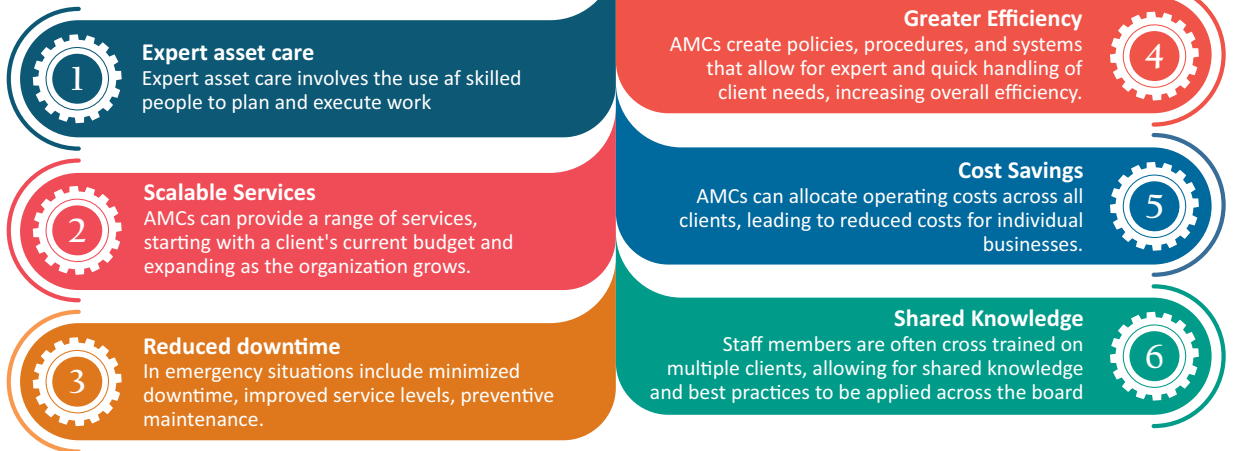 1
Expert asset care
Expert asset care involves the use af skilled
people to plan and execute work
2
Scalable Services
AMCs can provide a range of services,
starting with a client's current budget and
expanding as the organization grows.
3
Reduced downtime
In emergency situations include minimized
downtime, improved service levels, preventive
maintenance.
4
Greater Efficiency
AMCs create policies, procedures, and systems
that allow for expert and quick handling of
client needs, increasing overall efficiency.
5
Cost Savings
AMCs can allocate operating costs across all
clients, leading to reduced costs for individual
businesses.
6
Shared Knowledge
Staff members are often cross trained on
multiple clients, allowing for shared knowledge
and best practices to be applied across the board